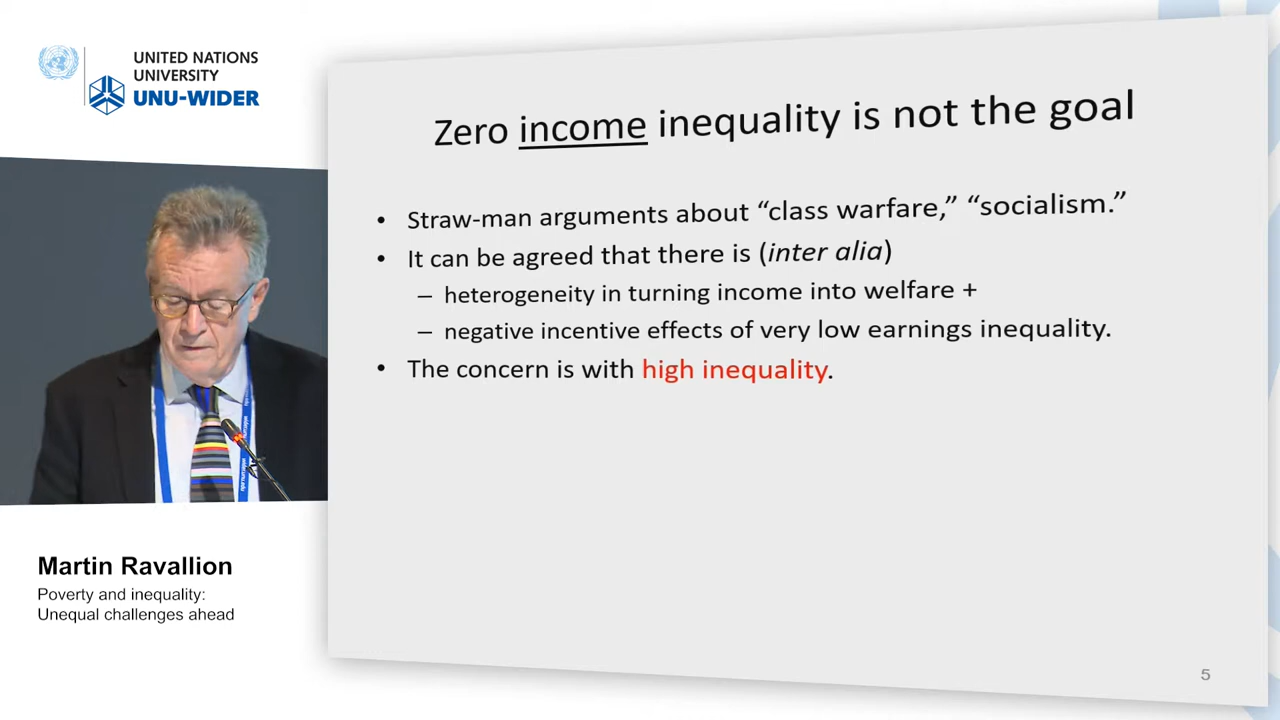 UNITED NATIONS
UNIVERSITY
UNU-WIDER
Zero income inequality is not the goal
• Straw-man arguments about “class warfare,” “socialism.”
• It can be agreed that there is (inter alia)
– heterogeneity in turning income into welfare +
– negative incentive effects of very low earnings inequality.
• The concern is with high inequality.
Martin Ravallion
Poverty and inequality:
Unequal challenges ahead
5